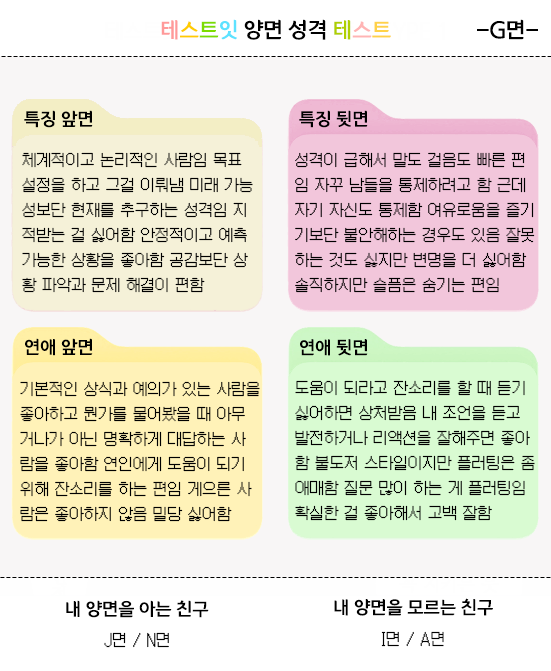 테스트잇 양면 성격 테스트
-G면-
특징 앞면
체계적이고 논리적인 사람임 목표
설정을 하고 그걸 이뤄냄 미래 가능
성보단 현재를 추구하는 성격임 지
적받는 걸 싫어함 안정적이고 예측
가능한 상황을 좋아함 공감보단 상
황 파악과 문제 해결이 편함
특징 뒷면
성격이 급해서 말도 걸음도 빠른 편
임 자꾸 남들을 통제하려고 함 근데
자기 자신도 통제함 여유로움을 즐기
기보단 불안해하는 경우도 있음 잘못
하는 것도 싫지만 변명을 더 싫어함
솔직하지만 슬픔은 숨기는 편임
연애 앞면
기본적인 상식과 예의가 있는 사람을
좋아하고 뭔가를 물어봤을 때 아무
거나가 아닌 명확하게 대답하는 사
람을 좋아함 연인에게 도움이 되기
위해 잔소리를 하는 편임 게으른 사
람은 좋아하지 않음 밀당 싫어함
연애 뒷면
도움이 되라고 잔소리를 할 때 듣기
싫어하면 상처받음 내 조언을 듣고
발전하거나 리액션을 잘해주면 좋아
함 불도저 스타일이지만 플러팅은 좀
애매함 질문 많이 하는 게 플러팅임
확실한 걸 좋아해서 고백 잘함
내 양면을 아는 친구
J면 / N면
내 양면을 모르는 친구
I면 / A면